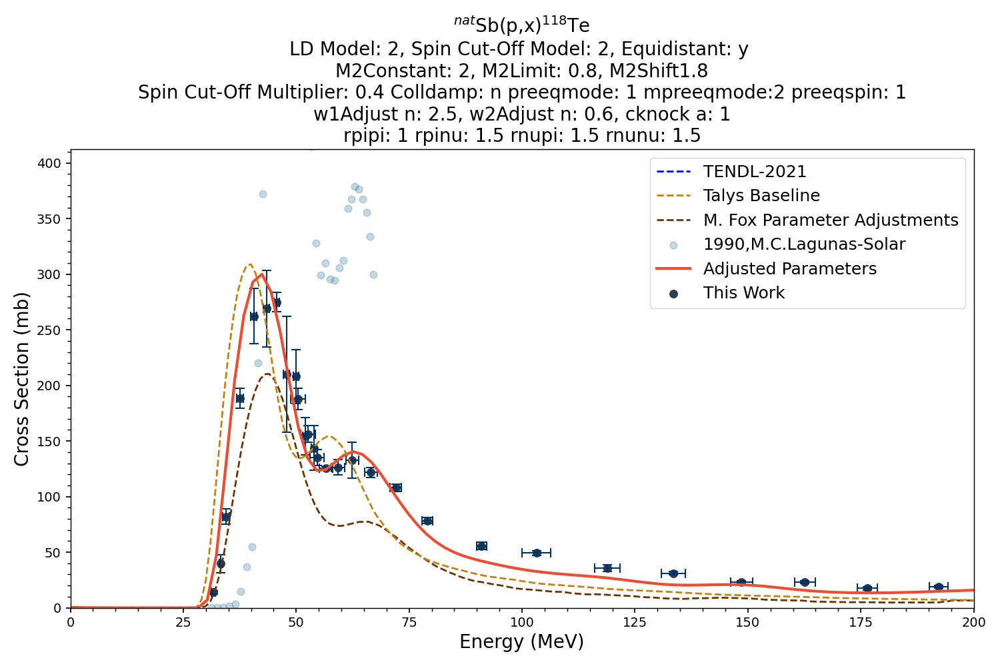 natSb(p,x)118Te
LD Model: 2, Spin Cut-Off Model: 2, Equidistant: y
M2Constant: 2, M2Limit: 0.8, M2Shift1.8
Spin Cut-Off Multiplier: 0.4 Colldamp: n preeqmode: 1 mpreeqmode:2 preeqspin: 1
w1Adjust n: 2.5, w2Adjust n: 0.6, cknock a: 1
rpipi: 1 rpinu: 1.5 rnupi: 1.5 rnunu: 1.5
TENDL-2021
Talys Baseline
M. Fox Parameter Adjustments
1990,M.C.Lagunas-Solar
Adjusted Parameters
This Work
Cross Section (mb)
400
350
300
250
200
150
100
50
0
0 25 50 75 100 125 150 175 200
Energy (MeV)